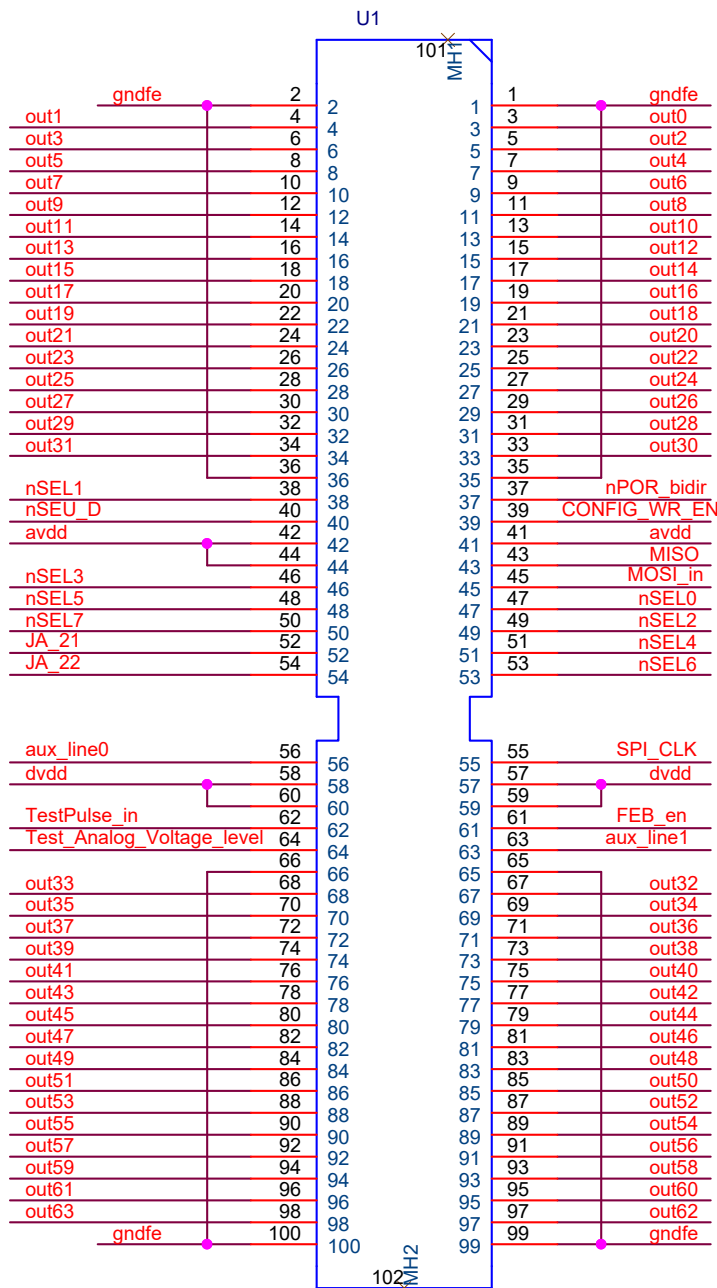 U1
101 MH1
gndfe 2 2 1 1 gndfe
out1 4 4 3 3 out0
out3 6 6 5 5 out2
out5 8 8 7 7 out4
out7 10 10 9 9 out6
out9 12 12 11 11 out8
out11 14 14 13 13 out10
out13 16 16 15 15 out12
out15 18 18 17 17 out14
out17 20 20 19 19 out16
out19 22 22 21 21 out18
out21 24 24 23 23 out20
out23 26 26 25 25 out22
out25 28 28 27 27 out24
out27 30 30 29 29 out26
out29 32 32 31 31 out28
out31 34 34 33 33 out30
36 36 35 35
nSEL1 38 38 37 37 nPOR_bidir
nSEU_D 40 40 39 39 CONFIG_WR_EN
avdd 42 42 41 41 avdd
44 44 43 43 MISO
nSEL3 46 46 45 45 MOSI_in
nSEL5 48 48 47 47 nSEL0
nSEL7 50 50 49 49 nSEL2
JA_21 52 52 51 51 nSEL4
JA_22 54 54 53 53 nSEL6
aux_line0 56 56 55 55 SPI_CLK
dvdd 58 58 57 57 dvdd
60 60 59 59
TestPulse_in 62 62 61 61 FEB_en
Test_Analog_Voltage_level 64 64 63 63 aux_line1
66 66 65 65
out33 68 68 67 67 out32
out35 70 70 69 69 out34
out37 72 72 71 71 out36
out39 74 74 73 73 out38
out41 76 76 75 75 out40
out43 78 78 77 77 out42
out45 80 80 79 79 out44
out47 82 82 81 81 out46
out49 84 84 83 83 out48
out51 86 86 85 85 out50
out53 88 88 87 87 out52
out55 90 90 89 89 out54
out57 92 92 91 91 out56
out59 94 94 93 93 out58
out61 96 96 95 95 out60
out63 98 98 97 97 out62
gndfe 100 100 99 99 gndfe
102 MH2